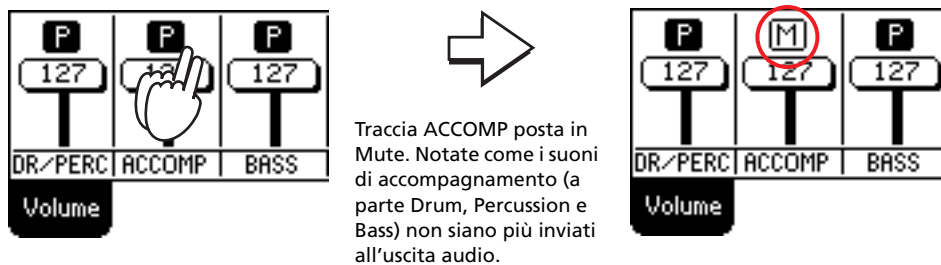 P P P
127 127
DR/PERC ACCOMP BASS
Volume
Traccia ACCOMP posta in
Mute. Notate come i suoni
di accompagnamento (a
parte Drum, Percussion e
Bass) non siano più inviati
all'uscita audio.
P M P
127 127 127
DR/PERC ACCOMP BASS
Volume